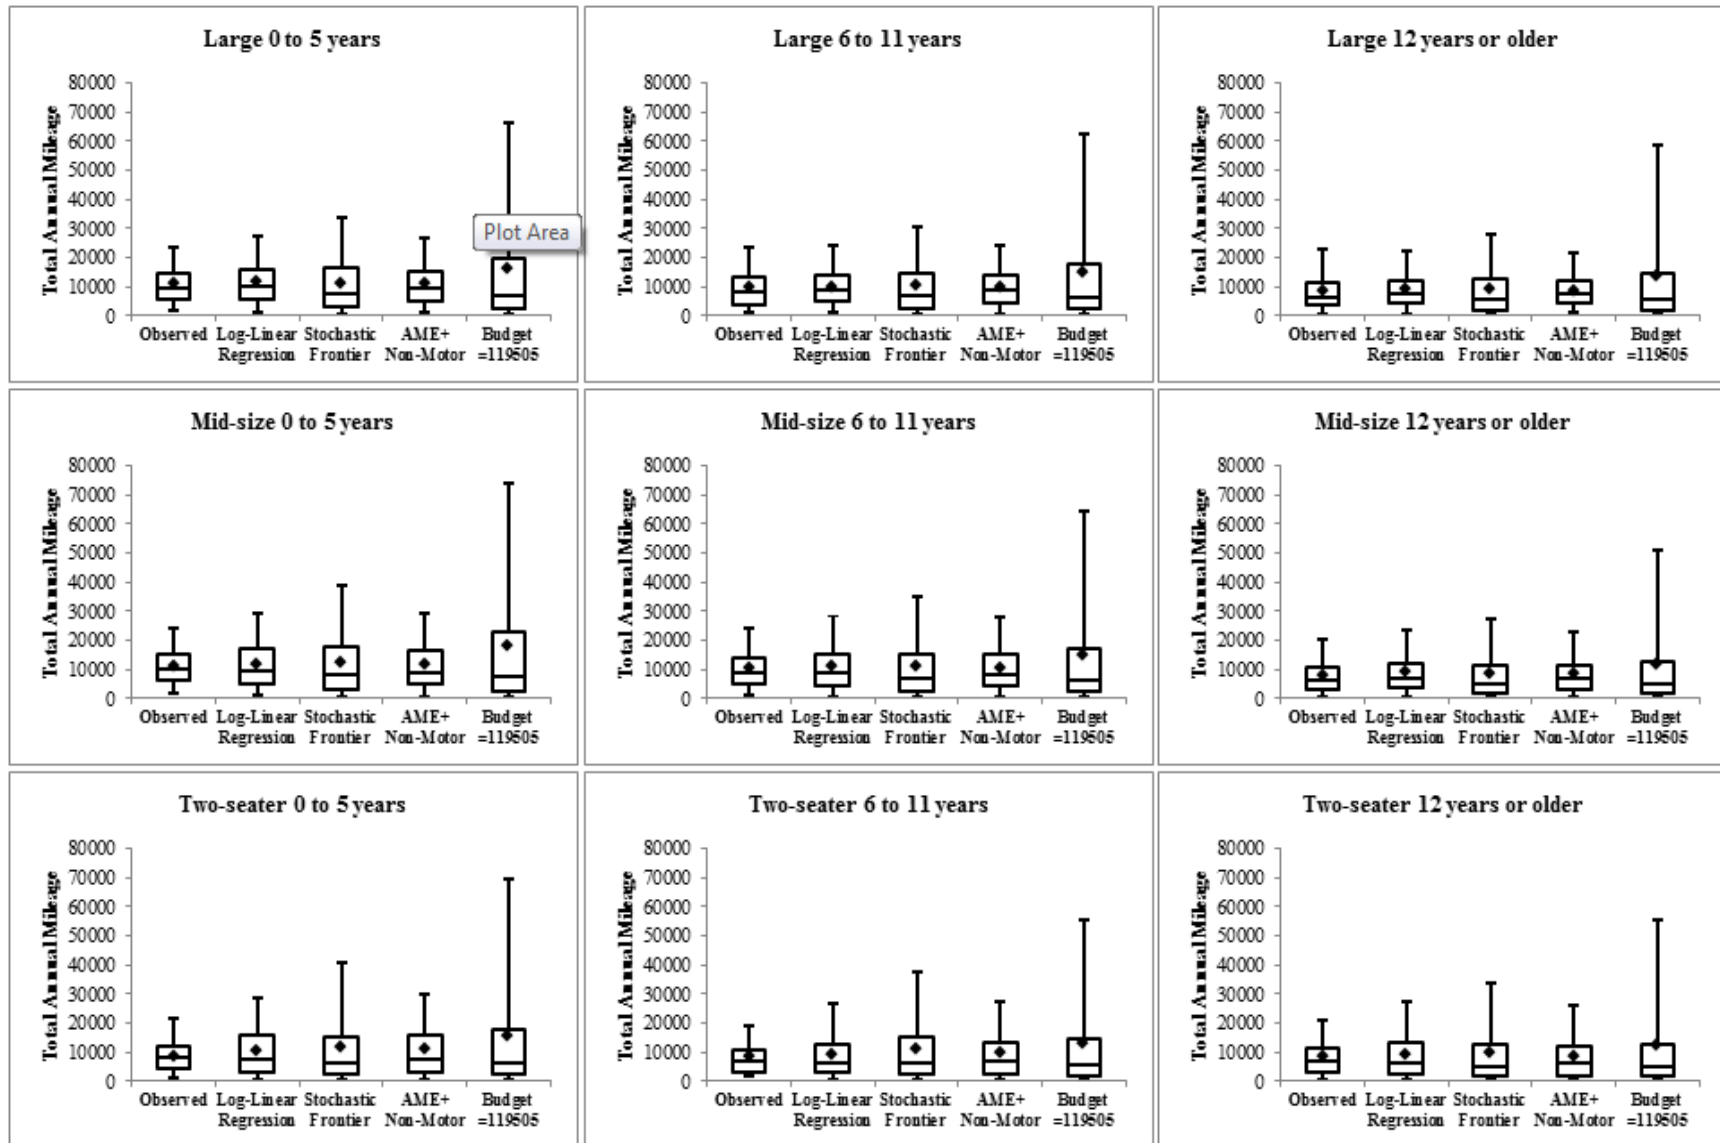 Large 0 to 5 years
Total Annual Mileage
80000
70000
60000
50000
40000
30000
20000
10000
0
Plot Area
Observed Log-Linear Stochastic AME+ Budget
Regression Frontier Non-Motor =119505
Large 6 to 11 years
Total Annual Mileage
80000
70000
60000
50000
40000
30000
20000
10000
0
Observed Log-Linear Stochastic AME+ Budget
Regression Frontier Non-Motor =119505
Large 12 years or older
Total Annual Mileage
80000
70000
60000
50000
40000
30000
20000
10000
0
Observed Log-Linear Stochastic AME+ Budget
Regression Frontier Non-Motor =119505
Mid-size 0 to 5 years
Total Annual Mileage
80000
70000
60000
50000
40000
30000
20000
10000
0
Observed Log-Linear Stochastic AME+ Budget
Regression Frontier Non-Motor =119505
Mid-size 6 to 11 years
Total Annual Mileage
80000
70000
60000
50000
40000
30000
20000
10000
0
Observed Log-Linear Stochastic AME+ Budget
Regression Frontier Non-Motor =119505
Mid-size 12 years or older
Total Annual Mileage
80000
70000
60000
50000
40000
30000
20000
10000
0
Observed Log-Linear Stochastic AME+ Budget
Regression Frontier Non-Motor =119505
Two-seater 0 to 5 years
Total Annual Mileage
80000
70000
60000
50000
40000
30000
20000
10000
0
Observed Log-Linear Stochastic AME+ Budget
Regression Frontier Non-Motor =119505
Two-seater 6 to 11 years
Total Annual Mileage
80000
70000
60000
50000
40000
30000
20000
10000
0
Observed Log-Linear Stochastic AME+ Budget
Regression Frontier Non-Motor =119505
Two-seater 12 years or older
Total Annual Mileage
80000
70000
60000
50000
40000
30000
20000
10000
0
Observed Log-Linear Stochastic AME+ Budget
Regression Frontier Non-Motor =119505